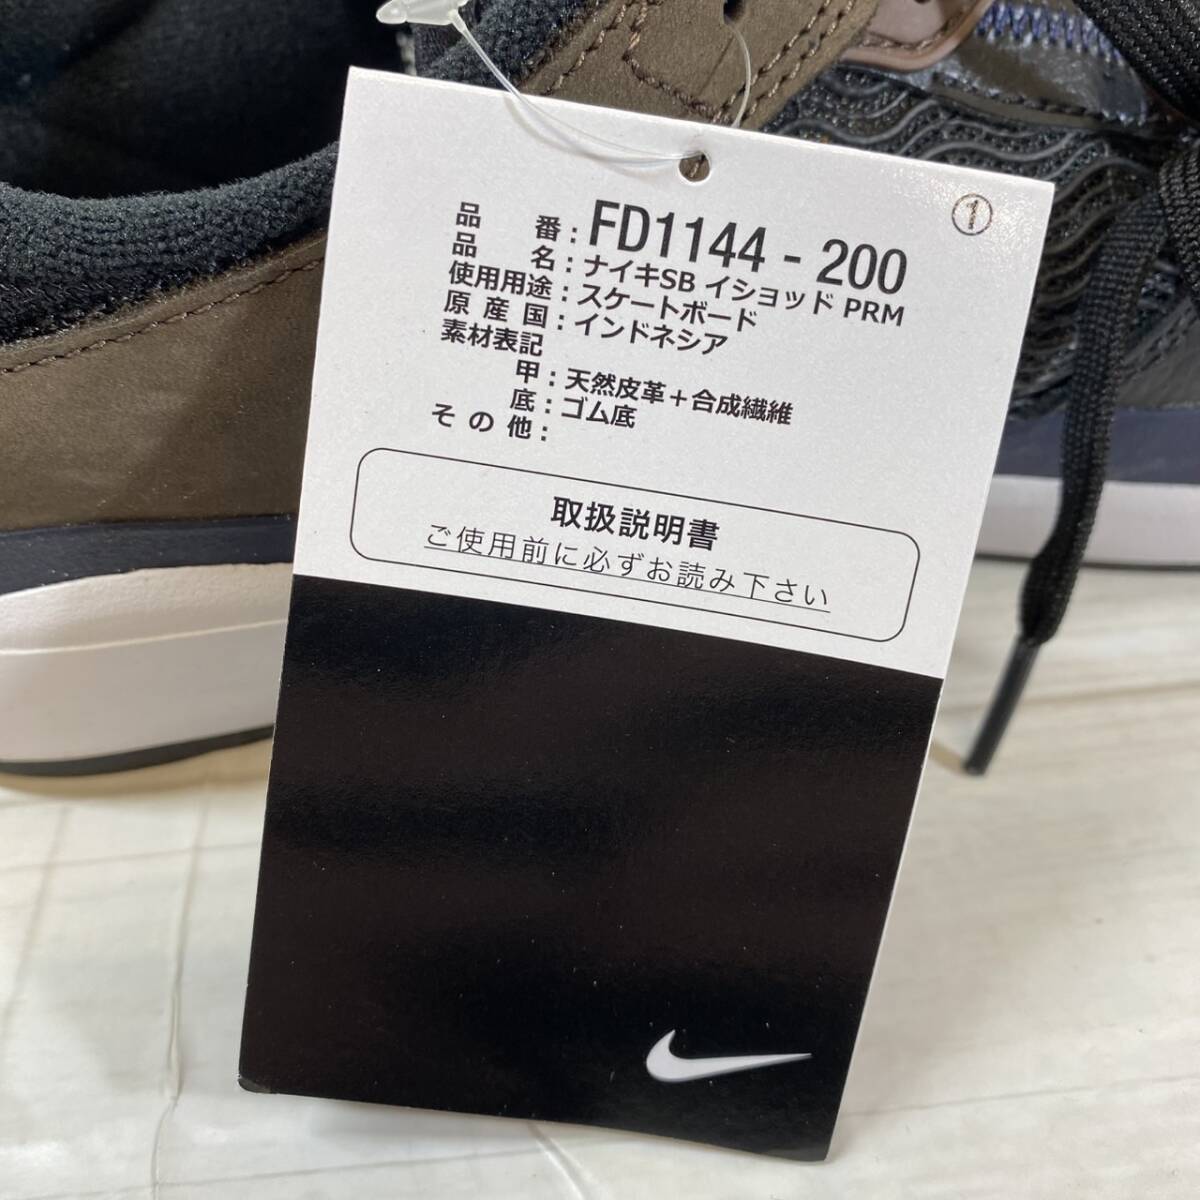 ①
品番：FD1144 - 200
品名：ナイキSB イショッド PRM
使用用途：スケートボード
原産国：インドネシア
素材表記
甲：天然皮革＋合成繊維
底：ゴム底
その他：
取扱説明書
ご使用前に必ずお読み下さい